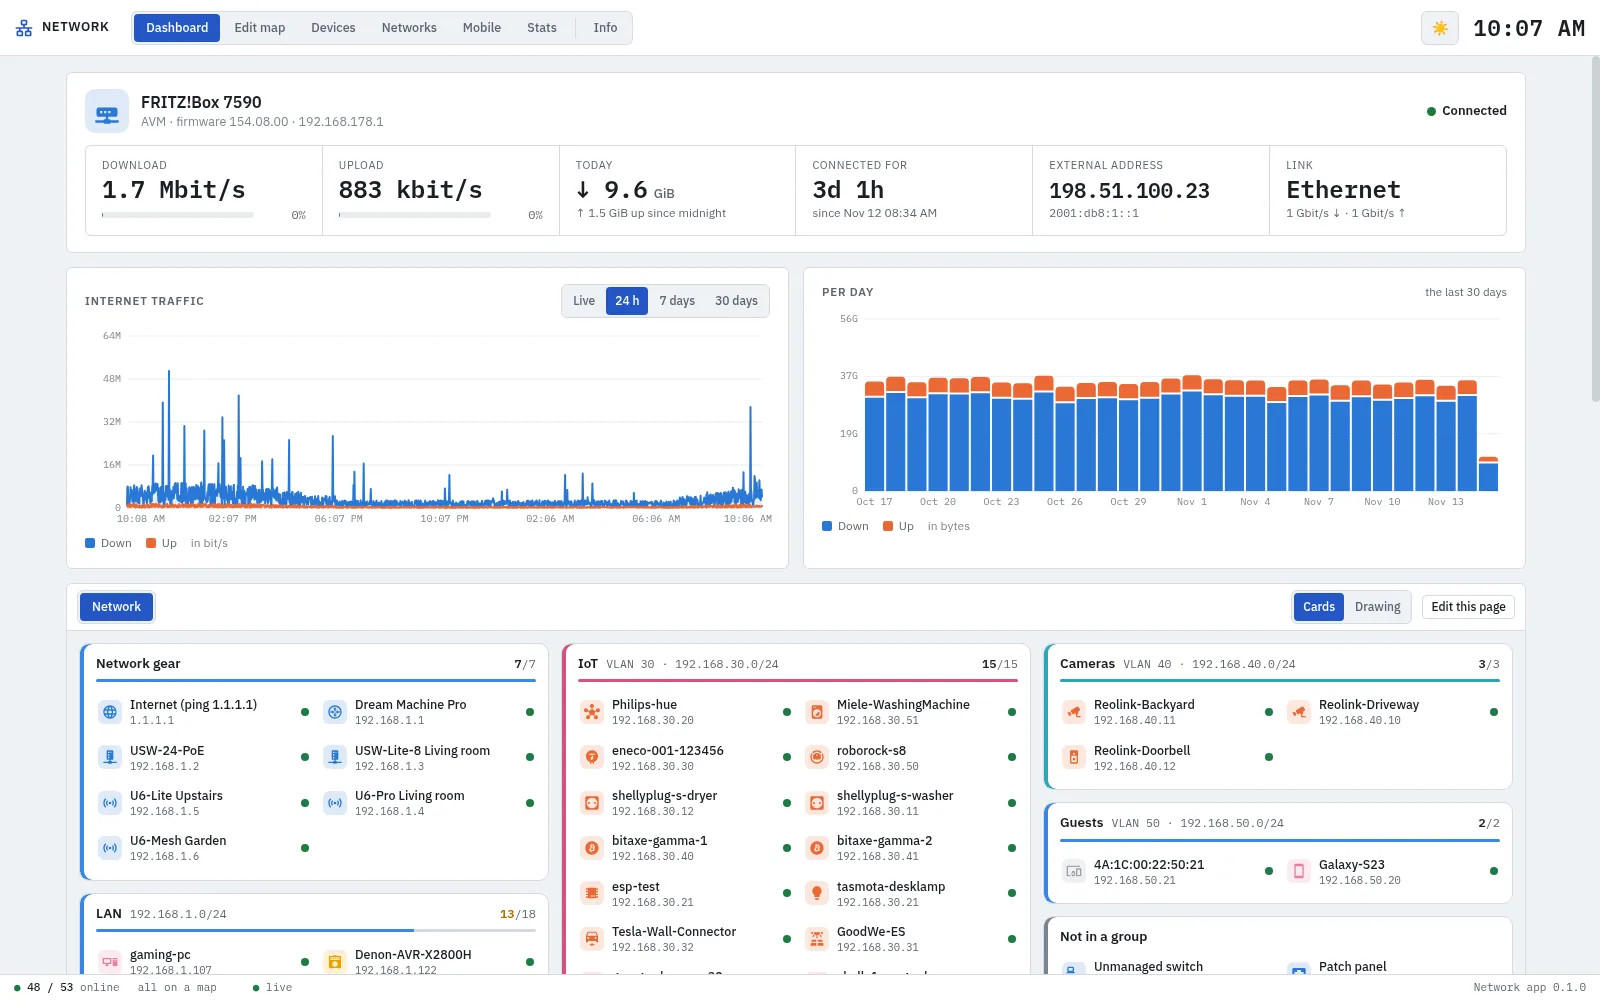 NETWORK
Dashboard Edit map Devices Networks Mobile Stats Info
10:07 AM
FRITZ!Box 7590
AVM · firmware 154.08.00 · 192.168.178.1
Connected
DOWNLOAD
1.7 Mbit/s
0%
UPLOAD
883 kbit/s
0%
TODAY
↓ 9.6 GiB
↑ 1.5 GiB up since midnight
CONNECTED FOR
3d 1h
since Nov 12 08:34 AM
EXTERNAL ADDRESS
198.51.100.23
2001:db8:1::1
LINK
Ethernet
1 Gbit/s ↓ · 1 Gbit/s ↑
INTERNET TRAFFIC
Live 24 h 7 days 30 days
64M
48M
32M
16M
0
10:08 AM 02:07 PM 06:07 PM 10:07 PM 02:06 AM 06:06 AM 10:06 AM
Down Up in bit/s
PER DAY
the last 30 days
56G
37G
19G
0
Oct 17 Oct 20 Oct 23 Oct 26 Oct 29 Nov 1 Nov 4 Nov 7 Nov 10 Nov 13
Down Up in bytes
Network
Cards Drawing Edit this page
Network gear 7/7
Internet (ping 1.1.1.1)
1.1.1.1
Dream Machine Pro
192.168.1.1
USW-24-PoE
192.168.1.2
USW-Lite-8 Living room
192.168.1.3
U6-Lite Upstairs
192.168.1.5
U6-Pro Living room
192.168.1.4
U6-Mesh Garden
192.168.1.6
LAN 192.168.1.0/24 13/18
gaming-pc
192.168.1.107
Denon-AVR-X2800H
192.168.1.122
IoT VLAN 30 · 192.168.30.0/24 15/15
Philips-hue
192.168.30.20
Miele-WashingMachine
192.168.30.51
eneco-001-123456
192.168.30.30
roborock-s8
192.168.30.50
shellyplug-s-dryer
192.168.30.12
shellyplug-s-washer
192.168.30.11
bitaxe-gamma-1
192.168.30.40
bitaxe-gamma-2
192.168.30.41
esp-test
192.168.30.21
tasmota-desklamp
192.168.30.21
Tesla-Wall-Connector
192.168.30.32
GoodWe-ES
192.168.30.31
Cameras VLAN 40 · 192.168.40.0/24 3/3
Reolink-Backyard
192.168.40.11
Reolink-Driveway
192.168.40.10
Reolink-Doorbell
192.168.40.12
Guests VLAN 50 · 192.168.50.0/24 2/2
4A:1C:00:22:50:21
192.168.50.21
Galaxy-S23
192.168.50.20
Not in a group
Unmanaged switch
Patch panel
48 / 53 online all on a map live
Network app 0.1.0